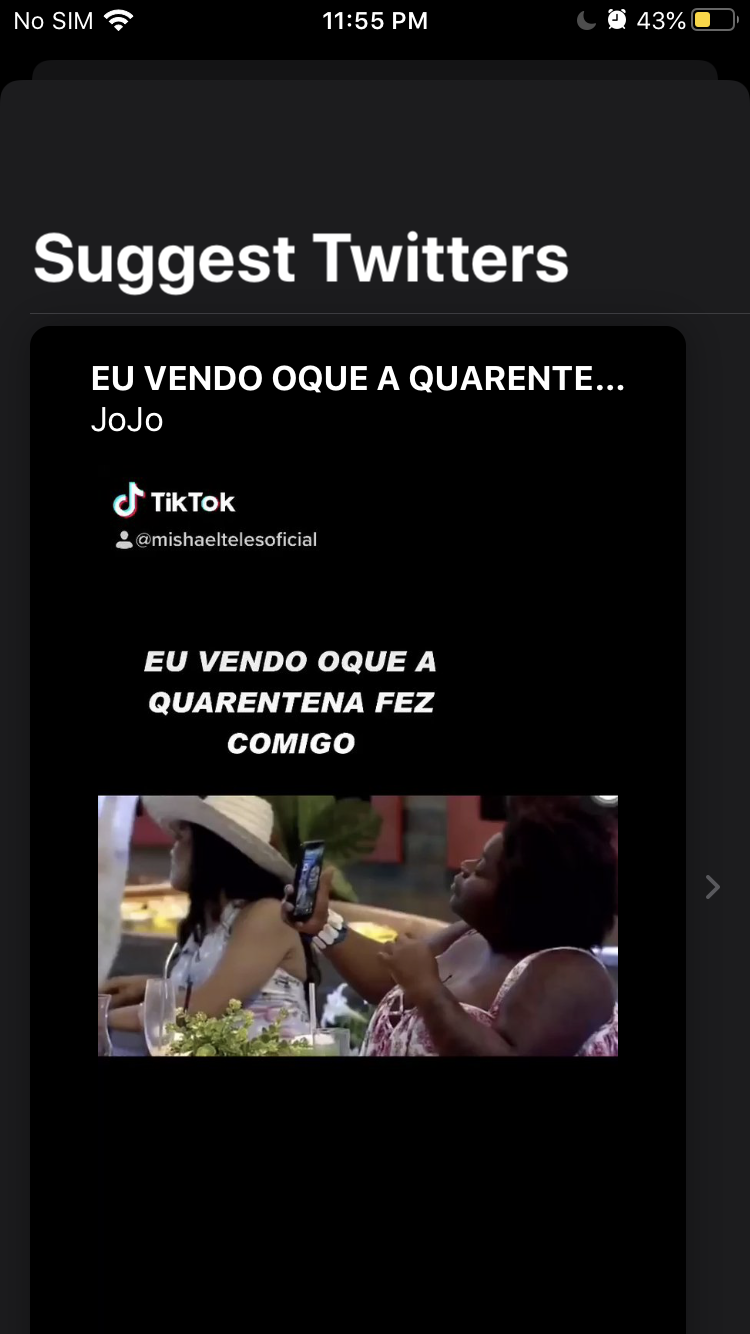 No SIM 11:55 PM 43%
Suggest Twitters
EU VENDO OQUE A QUARENTE...
JoJo
TikTok
@mishaeltelesoficial
EU VENDO OQUE A
QUARENTENA FEZ
COMIGO